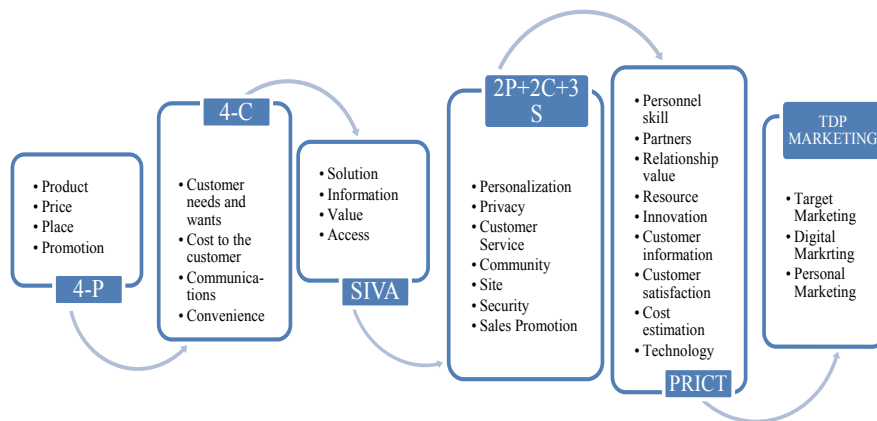 • Product
• Price
• Place
• Promotion
4-P
4-C
• Customer
needs and
wants
• Cost to the
customer
• Communica-
tions
• Convenience
• Solution
• Information
• Value
• Access
SIVA
2P+2C+3
S
• Personalization
• Privacy
• Customer
Service
• Community
• Site
• Security
• Sales Promotion
• Personnel
skill
• Partners
• Relationship
value
• Resource
• Innovation
• Customer
information
• Customer
satisfaction
• Cost
estimation
• Technology
PRICT
TDP
MARKETING
• Target
Marketing
• Digital
Markrting
• Personal
Marketing